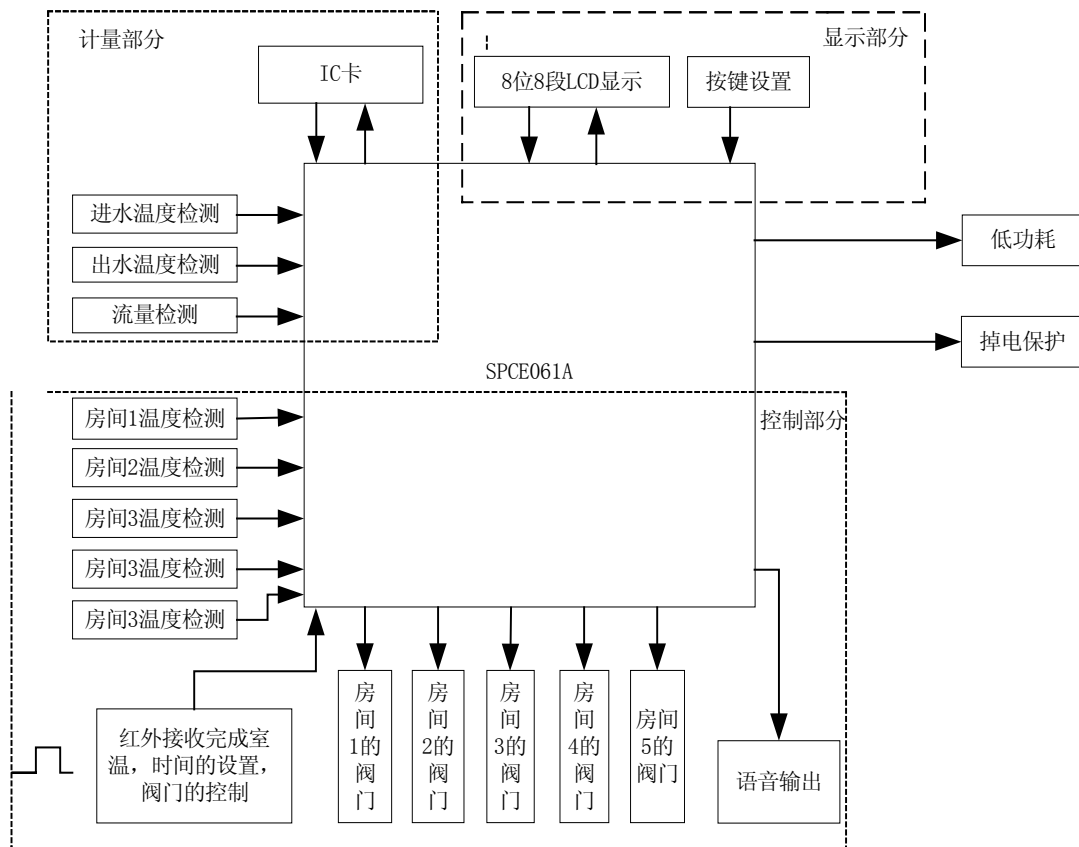 计量部分
显示部分
IC卡
8位8段LCD显示
按键设置
进水温度检测
出水温度检测
流量检测
低功耗
掉电保护
SPCE061A
控制部分
房间1温度检测
房间2温度检测
房间3温度检测
房间3温度检测
房间3温度检测
红外接收完成室
温，时间的设置，
阀门的控制
房
间
1的
阀
门
房
间
2的
阀
门
房
间
3的
阀
门
房
间
4的
阀
门
房间
5的
阀门
语音输出